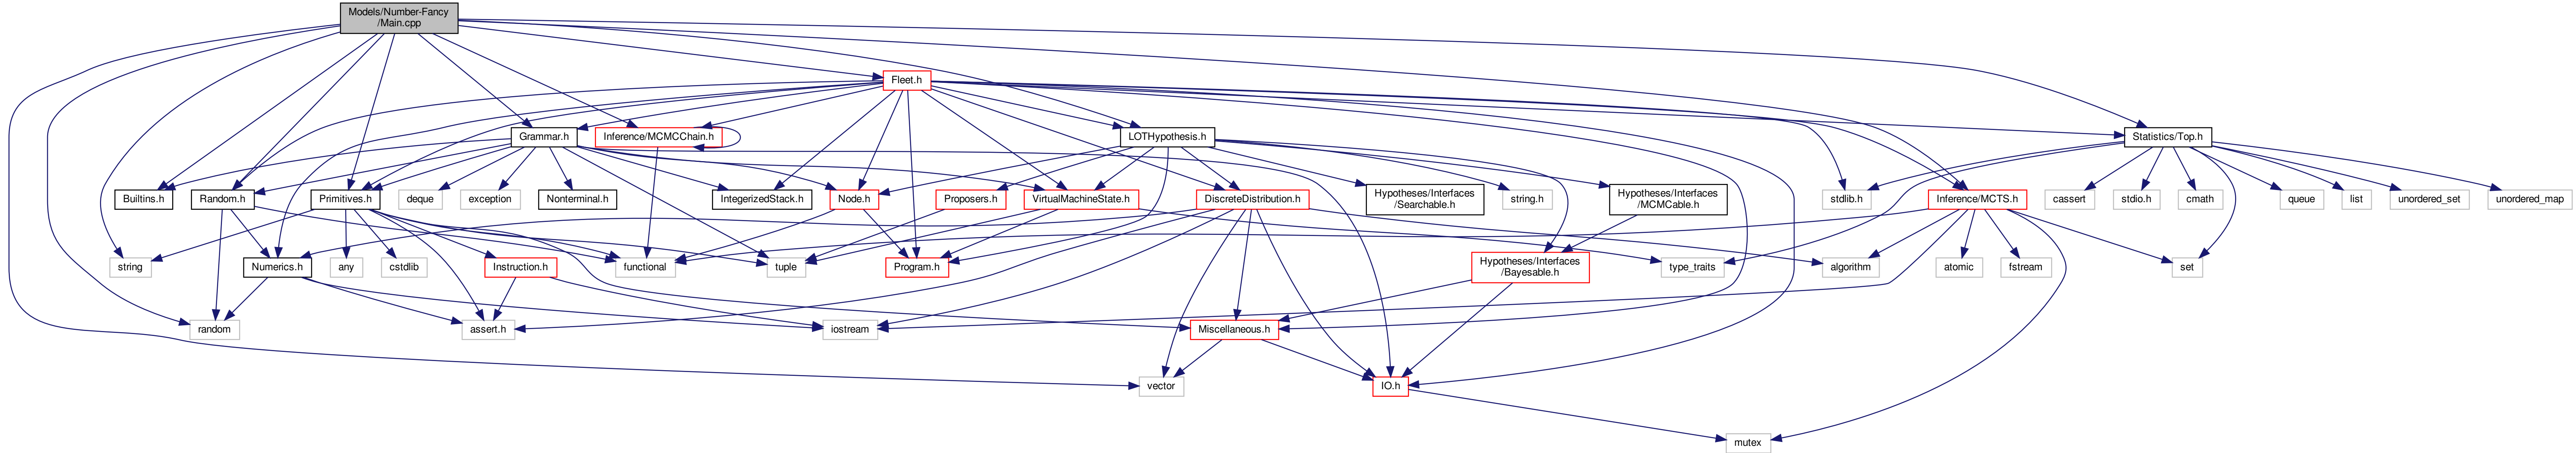 Models/Number-Fancy
/Main.cpp
Fleet.h
Grammar.h
Inference/MCMCChain.h
LOTHypothesis.h
Statistics/Top.h
Builtins.h
Random.h
Primitives.h
deque
exception
Nonterminal.h
IntegerizedStack.h
Node.h
Proposers.h
VirtualMachineState.h
DiscreteDistribution.h
Hypotheses/Interfaces
/Searchable.h
string.h
Hypotheses/Interfaces
/MCMCable.h
stdlib.h
Inference/MCTS.h
cassert
stdio.h
cmath
queue
list
unordered_set
unordered_map
string
Numerics.h
any
cstdlib
Instruction.h
functional
tuple
Program.h
Hypotheses/Interfaces
/Bayesable.h
type_traits
algorithm
atomic
fstream
set
random
assert.h
iostream
Miscellaneous.h
vector
IO.h
mutex